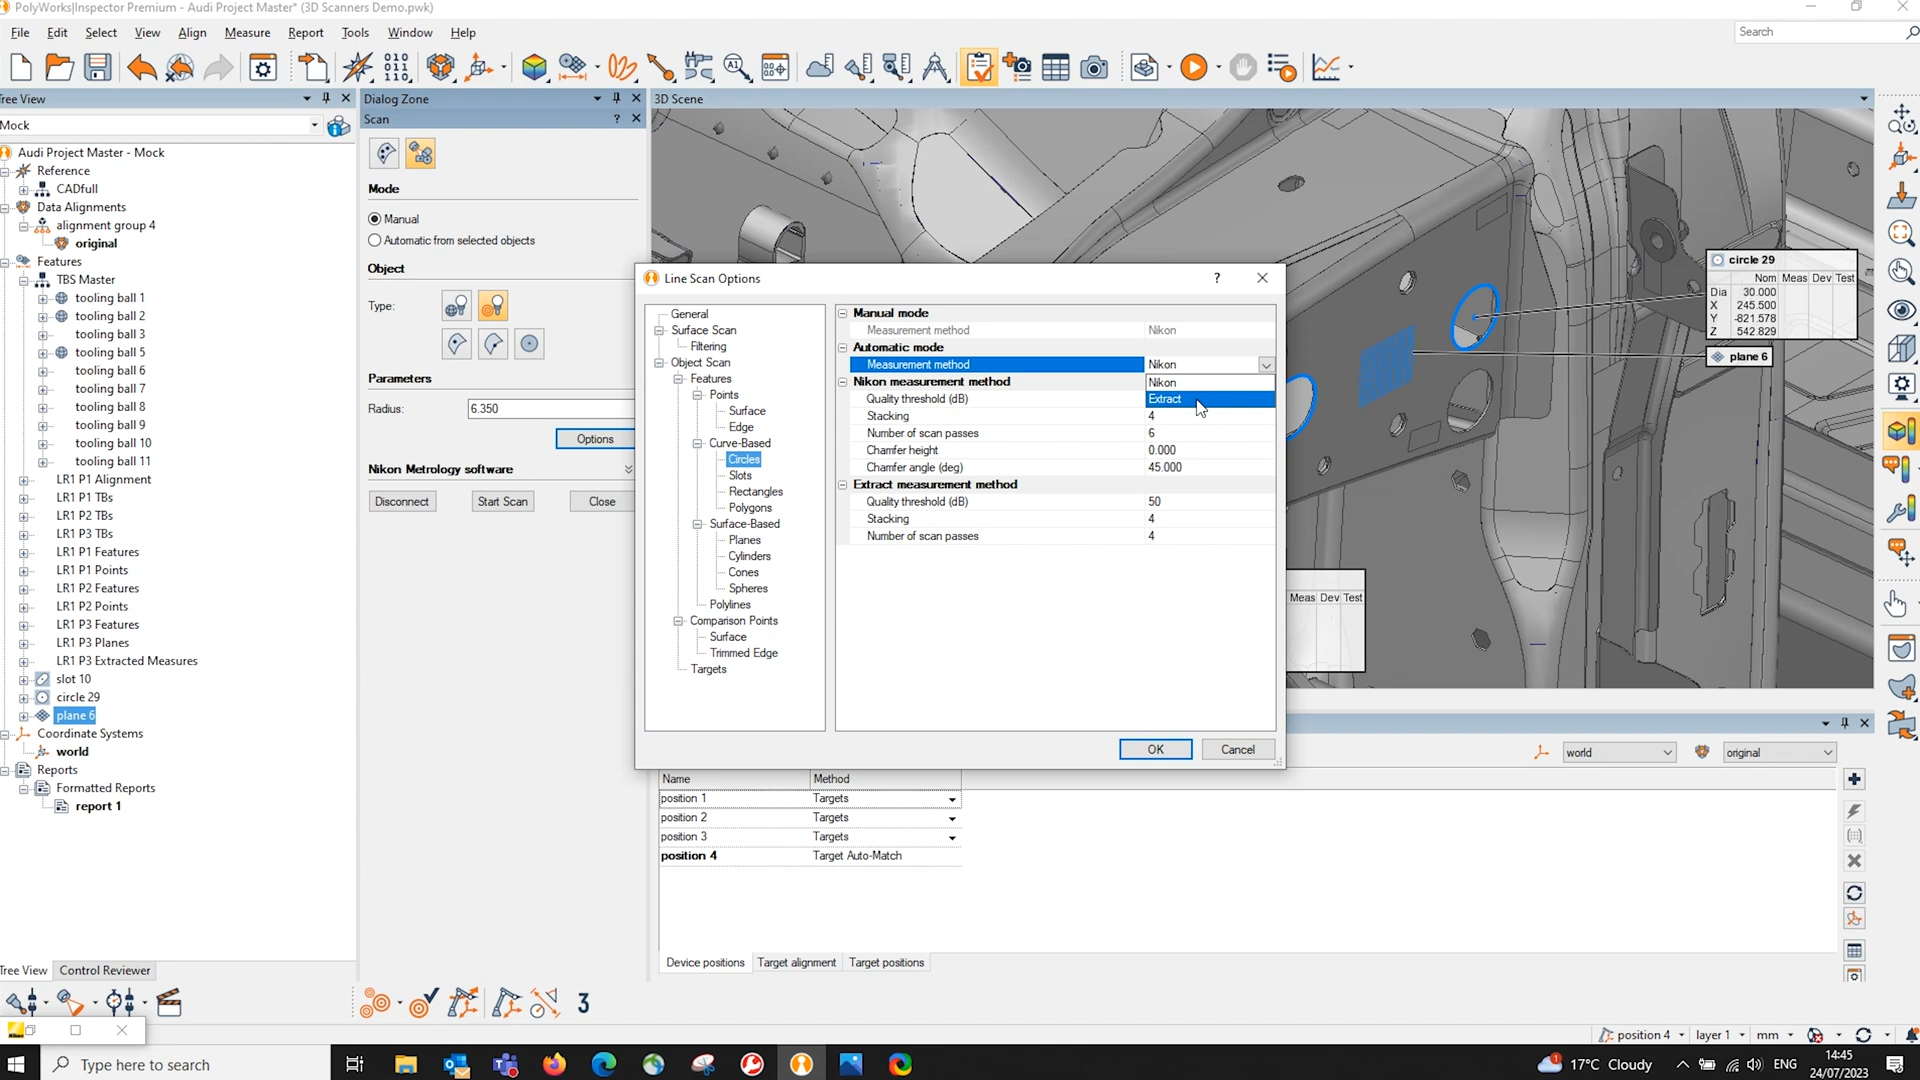 PolyWorks|Inspector Premium - Audi Project Master* (3D Scanners Demo.pwk)
File Edit Select View Align Measure Report Tools Window Help
Search
Tree View
Mock
Audi Project Master - Mock
Reference
CADfull
Data Alignments
alignment group 4
original
Features
TBS Master
tooling ball 1
tooling ball 2
tooling ball 3
tooling ball 5
tooling ball 6
tooling ball 7
tooling ball 8
tooling ball 9
tooling ball 10
tooling ball 11
LR1 P1 Alignment
LR1 P1 TBs
LR1 P2 TBs
LR1 P3 TBs
LR1 P1 Features
LR1 P1 Points
LR1 P2 Features
LR1 P2 Points
LR1 P3 Features
LR1 P3 Planes
LR1 P3 Extracted Measures
slot 10
circle 29
plane 6
Coordinate Systems
world
Reports
Formatted Reports
report 1
Tree View Control Reviewer
Dialog Zone
Scan
Mode
Manual
Automatic from selected objects
Object
Type:
Parameters
Radius: 6.350
Options
Nikon Metrology software
Disconnect Start Scan Close
3D Scene
circle 29
Nom Meas Dev Test
Dia 30.000
X 245.500
Y -821.578
Z 542.829
plane 6
Meas Dev Test
Line Scan Options
General
Surface Scan
Filtering
Object Scan
Features
Points
Surface
Edge
Curve-Based
Circles
Slots
Rectangles
Polygons
Surface-Based
Planes
Cylinders
Cones
Spheres
Polylines
Comparison Points
Surface
Trimmed Edge
Targets
Manual mode
Measurement method Nikon
Automatic mode
Measurement method Nikon
Nikon
Extract
Nikon measurement method
Quality threshold (dB)
Stacking 4
Number of scan passes 6
Chamfer height 0.000
Chamfer angle (deg) 45.000
Extract measurement method
Quality threshold (dB) 50
Stacking 4
Number of scan passes 4
OK Cancel
world original
Name Method
position 1 Targets
position 2 Targets
position 3 Targets
position 4 Target Auto-Match
Device positions Target alignment Target positions
3
position 4 layer 1 mm
Type here to search
17°C Cloudy
ENG
14:45
24/07/2023